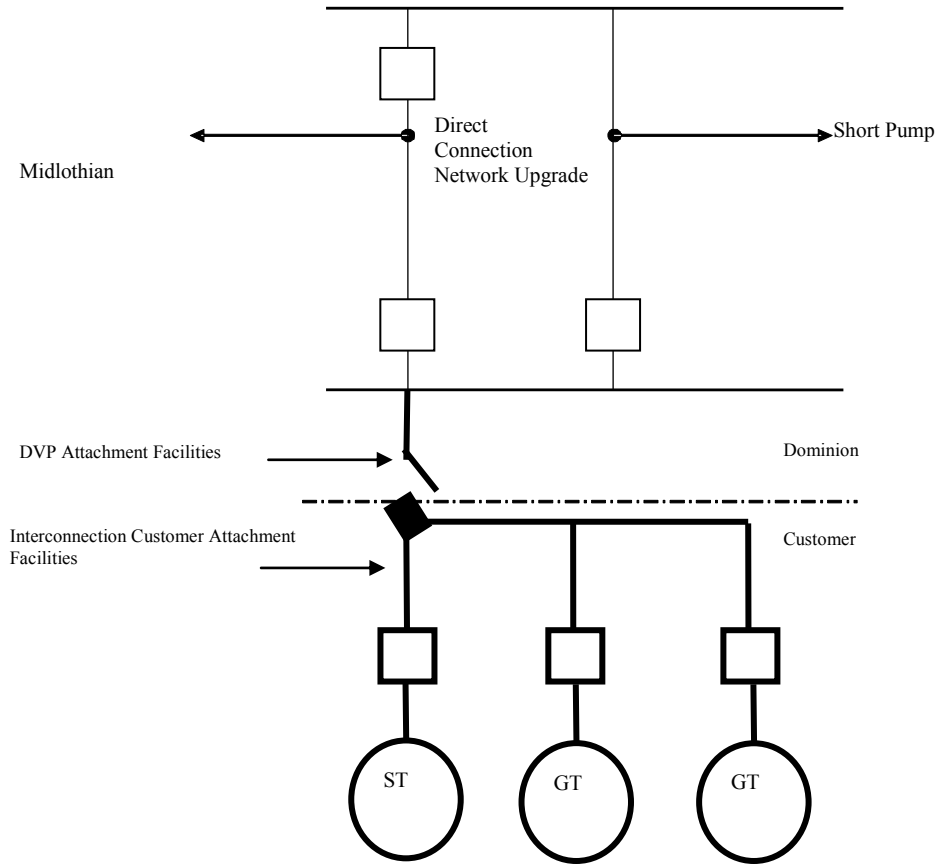 Direct
Connection
Network Upgrade
Short Pump
Midlothian
DVP Attachment Facilities
Dominion
Interconnection Customer Attachment
Facilities
Customer
ST
GT
GT